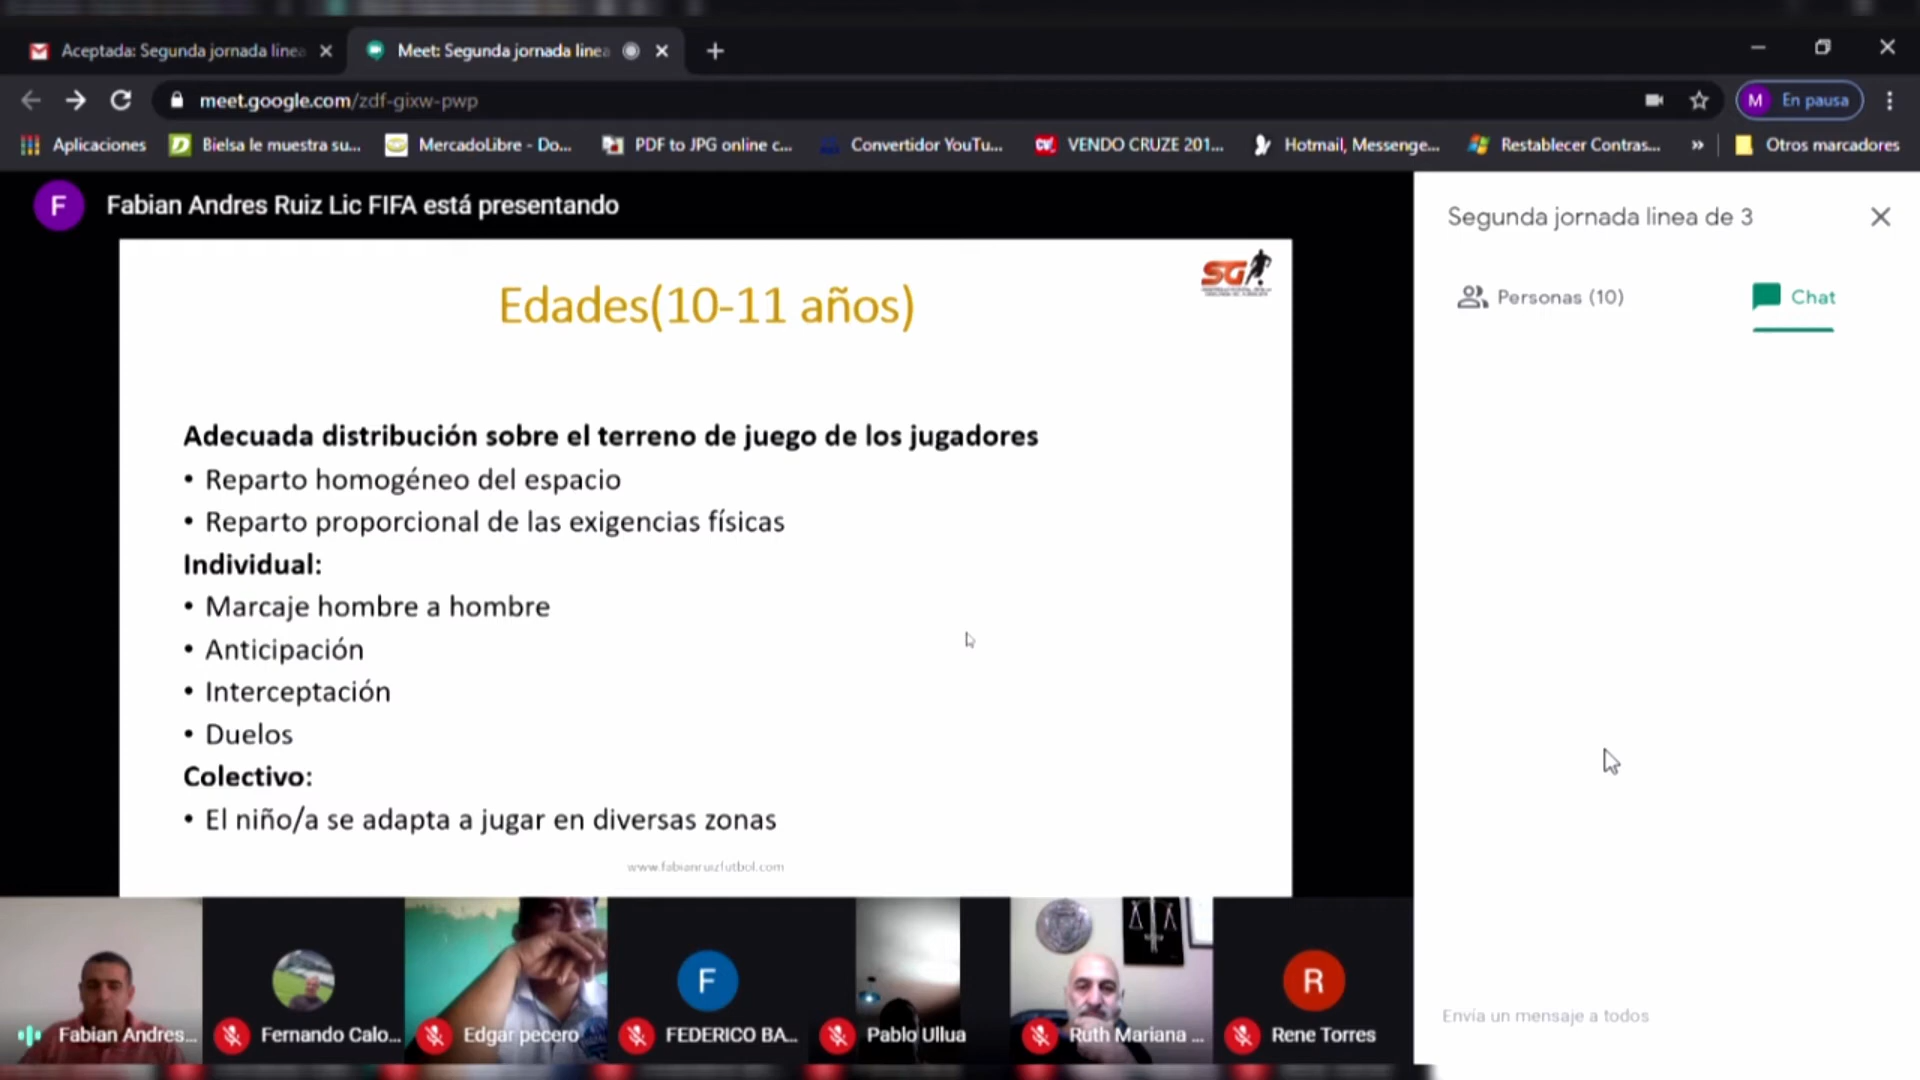 Aceptada: Segunda jornada line
Meet: Segunda jornada line
meet.google.com/zdf-gixw-pwp
M
En pausa
Aplicaciones
Bielsa le muestra su...
MercadoLibre - Do...
PDF to JPG online c...
Convertidor YouTu...
VENDO CRUZE 201...
Hotmail, Messenge...
Restablecer Contras...
»
Otros marcadores
F
Fabian Andres Ruiz Lic FIFA está presentando
Segunda jornada linea de 3
Personas (10)
Chat
SG
Edades(10-11 años)
Adecuada distribución sobre el terreno de juego de los jugadores
• Reparto homogéneo del espacio
• Reparto proporcional de las exigencias físicas
Individual:
• Marcaje hombre a hombre
• Anticipación
• Interceptación
• Duelos
Colectivo:
• El niño/a se adapta a jugar en diversas zonas
www.fabianruizfutbol.com
F
R
Fabian Andres...
Fernando Calo...
Edgar pecero
FEDERICO BA...
Pablo Ullua
Ruth Mariana ...
Rene Torres
Envía un mensaje a todos